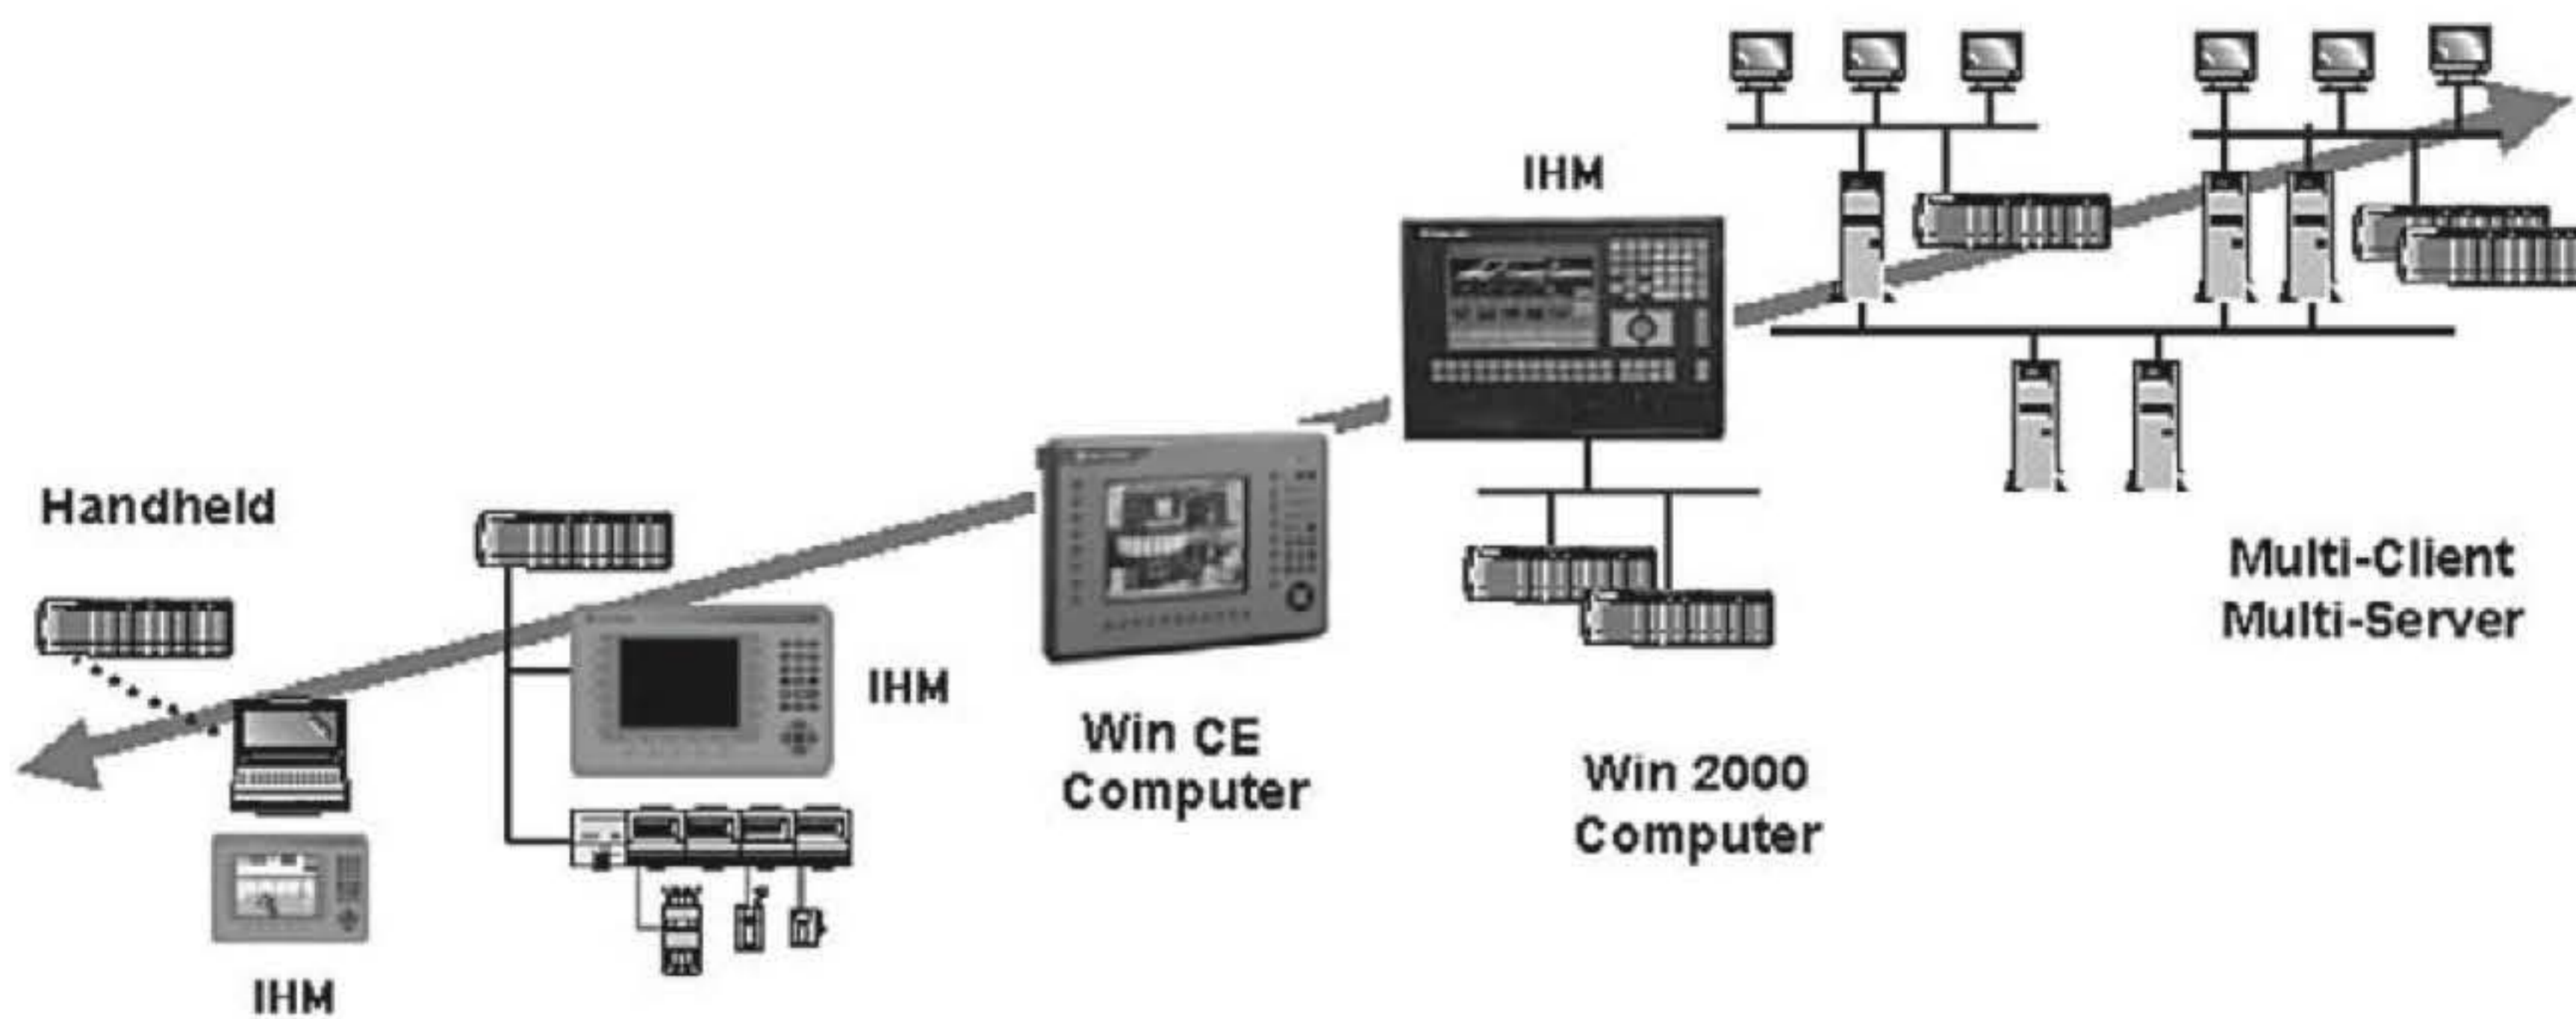 IHM
Handheld
Multi-Client
Multi-Server
IHM
Win CE
Computer
Win 2000
Computer
IHM